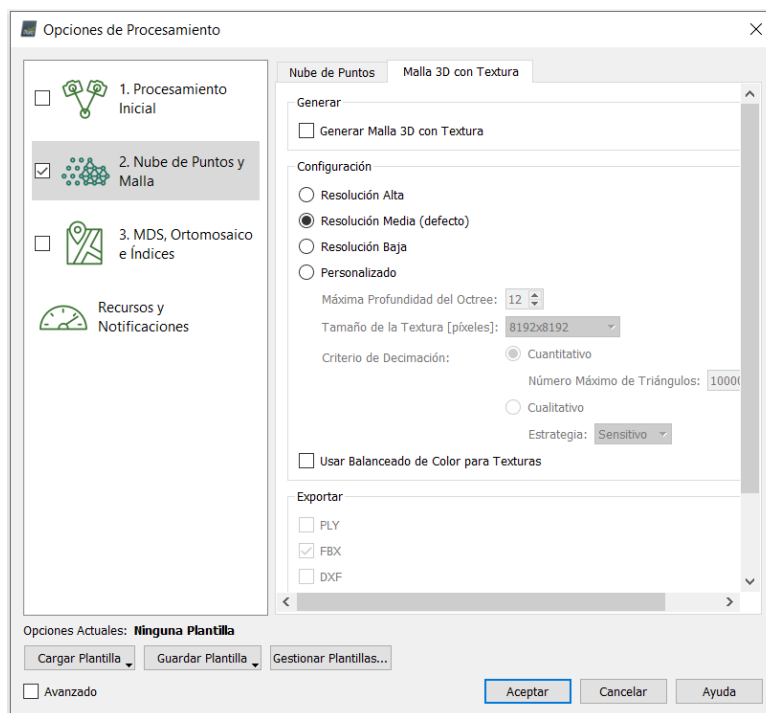 Opciones de Procesamiento
1. Procesamiento
Inicial
2. Nube de Puntos y
Malla
3. MDS, Ortomosaico
e Índices
Recursos y
Notificaciones
Nube de Puntos
Malla 3D con Textura
Generar
Generar Malla 3D con Textura
Configuración
Resolución Alta
Resolución Media (defecto)
Resolución Baja
Personalizado
Máxima Profundidad del Octree: 12
Tamaño de la Textura [píxeles]: 8192x8192
Criterio de Decimación: Cuantitativo
Número Máximo de Triángulos:
Cualitativo
Estrategia: Sensitivo
Usar Balanceado de Color para Texturas
Exportar
PLY
FBX
DXF
Opciones Actuales: Ninguna Plantilla
Cargar Plantilla Guardar Plantilla Gestionar Plantillas...
Avanzado
Aceptar Cancelar Ayuda